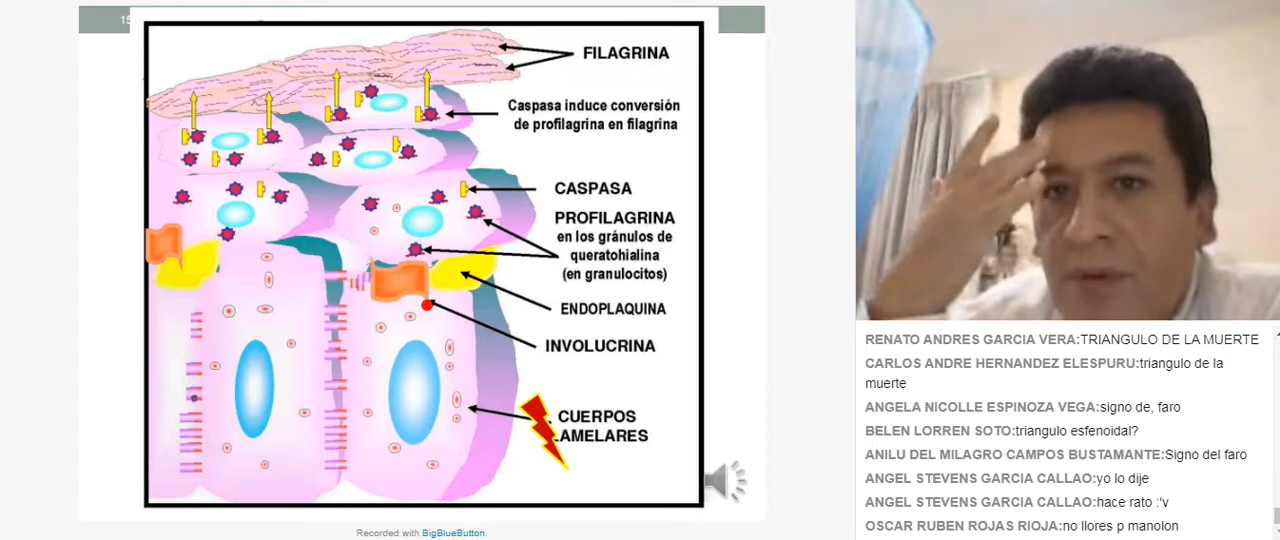 15
FILAGRINA
Caspasa induce conversión
de profilagrina en filagrina
CASPASA
PROFILAGRINA
en los gránulos de
queratohialina
(en granulocitos)
ENDOPLAQUINA
INVOLUCRINA
CUERPOS
LAMELARES
Recorded with BigBlueButton.
RENATO ANDRES GARCIA VERA:TRIANGULO DE LA MUERTE
CARLOS ANDRE HERNANDEZ ELESPURU:triangulo de la
muerte
ANGELA NICOLLE ESPINOZA VEGA:signo de, faro
BELEN LORREN SOTO:triangulo esfenoidal?
ANILU DEL MILAGRO CAMPOS BUSTAMANTE:Signo del faro
ANGEL STEVENS GARCIA CALLAO:yo lo dije
ANGEL STEVENS GARCIA CALLAO:hace rato :'v
OSCAR RUBEN ROJAS RIOJA:no llores p manolon